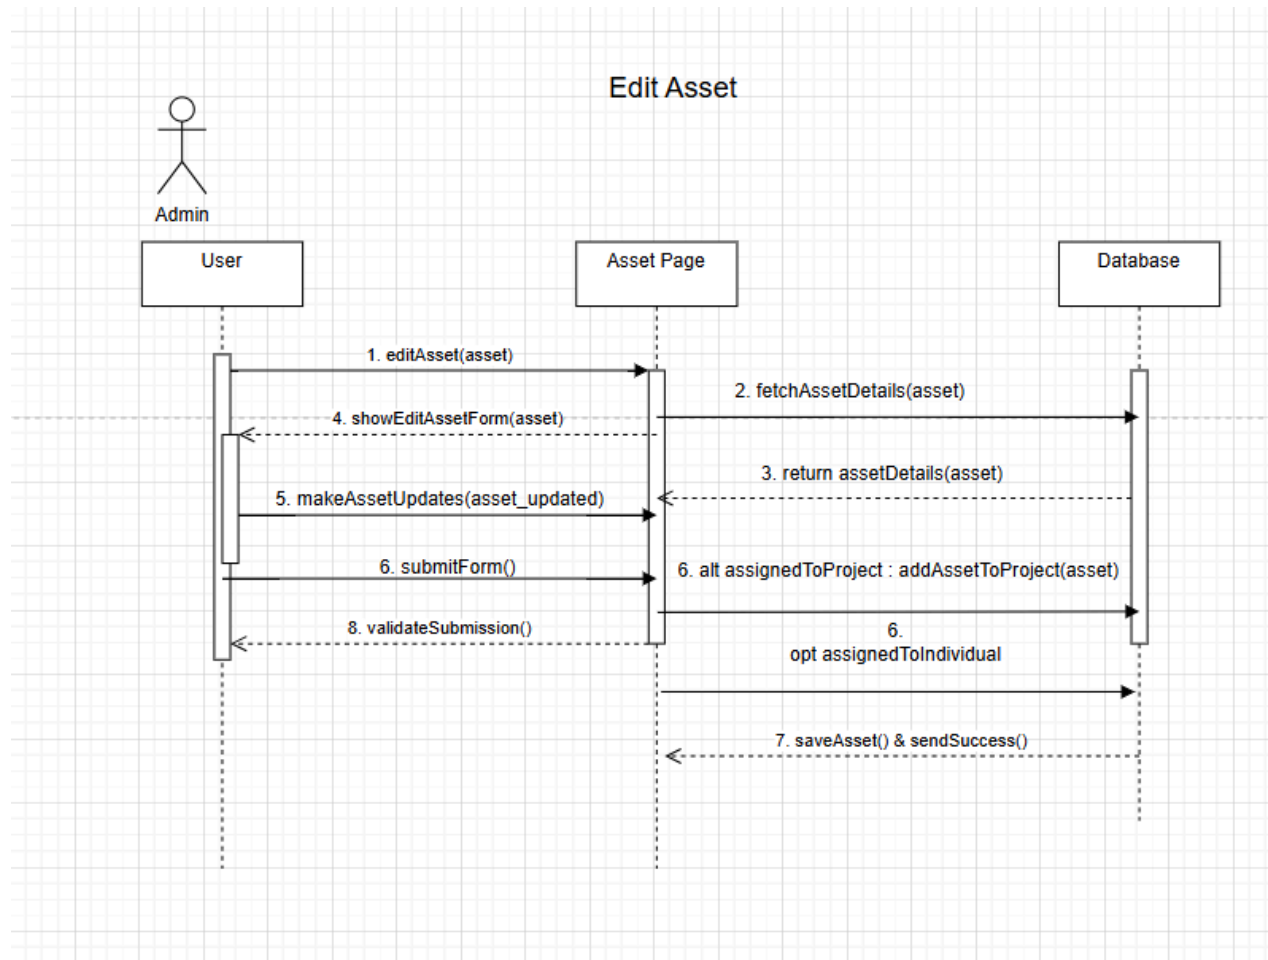 Edit Asset
Admin
User
Asset Page
Database
1. editAsset(asset)
2. fetchAssetDetails(asset)
4. showEditAssetForm(asset)
3. return assetDetails(asset)
5. makeAssetUpdates(asset_updated)
6. submitForm()
6. alt assignedToProject : addAssetToProject(asset)
8. validateSubmission()
6.
opt assignedToIndividual
7. saveAsset() & sendSuccess()